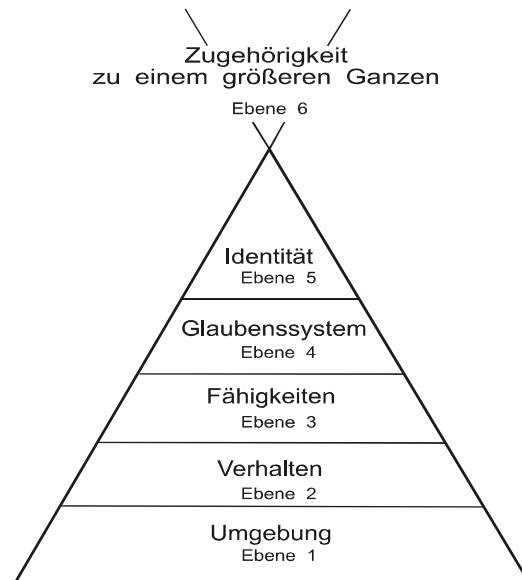 Zugehörigkeit
zu einem größeren Ganzen
Ebene 6
Identität
Ebene 5
Glaubenssystem
Ebene 4
Fähigkeiten
Ebene 3
Verhalten
Ebene 2
Umgebung
Ebene 1